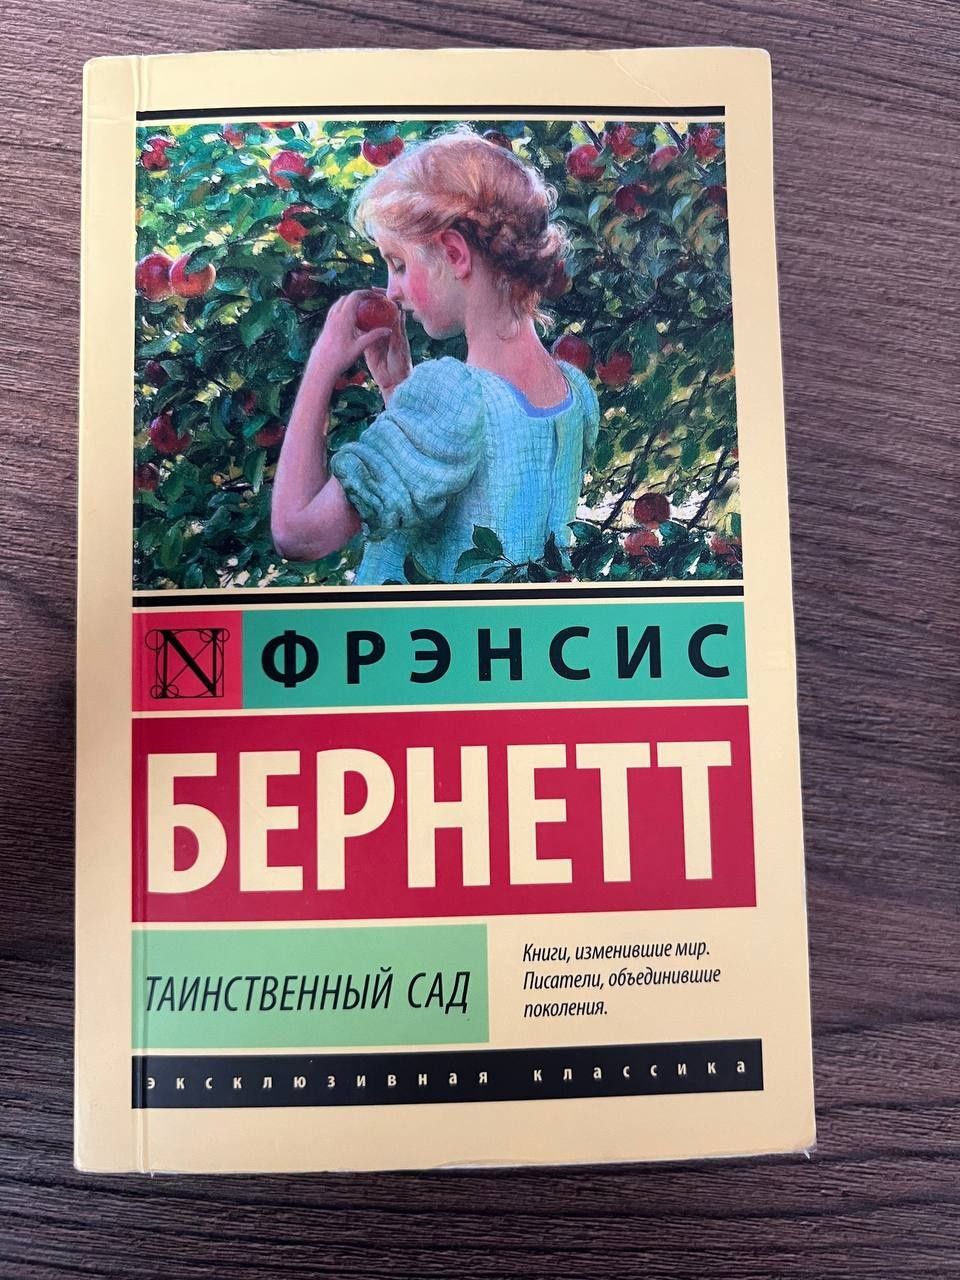 N ФРЭНСИС
БЕРНЕТТ
ТАИНСТВЕННЫЙ САД
Книги, изменившие мир.
Писатели, объединившие
поколения.
эксклюзивная классика